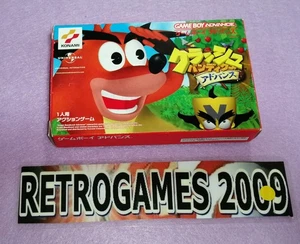 KONAMI
GAME BOY ADVANCE
クラッシュ
バンディクー
アドバンス
1人用
アクションゲーム
ゲームボーイ アドバンス
RETROGAMES 2009